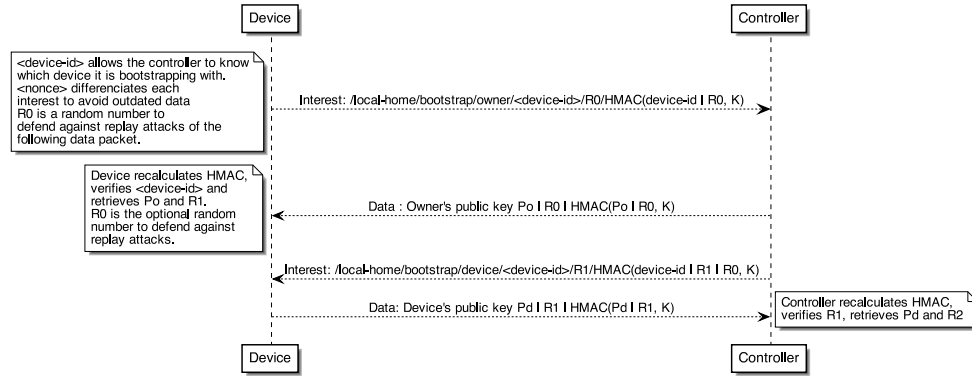 Device
Controller
<device-id> allows the controller to know
which device it is bootstrapping with.
<nonce> differenciates each
interest to avoid outdated data
R0 is a random number to
defend against replay attacks of the
following data packet.
Interest: /local-home/bootstrap/owner/<device-id>/R0/HMAC(device-id | R0, K)
Device recalculates HMAC,
verifies <device-id> and
retrieves Po and R1.
R0 is the optional random
number to defend against
replay attacks.
Data : Owner's public key Po | R0 | HMAC(Po | R0, K)
Interest: /local-home/bootstrap/device/<device-id>/R1/HMAC(device-id | R1 | R0, K)
Data: Device's public key Pd | R1 | HMAC(Pd | R1, K)
Controller recalculates HMAC,
verifies R1, retrieves Pd and R2
Device
Controller